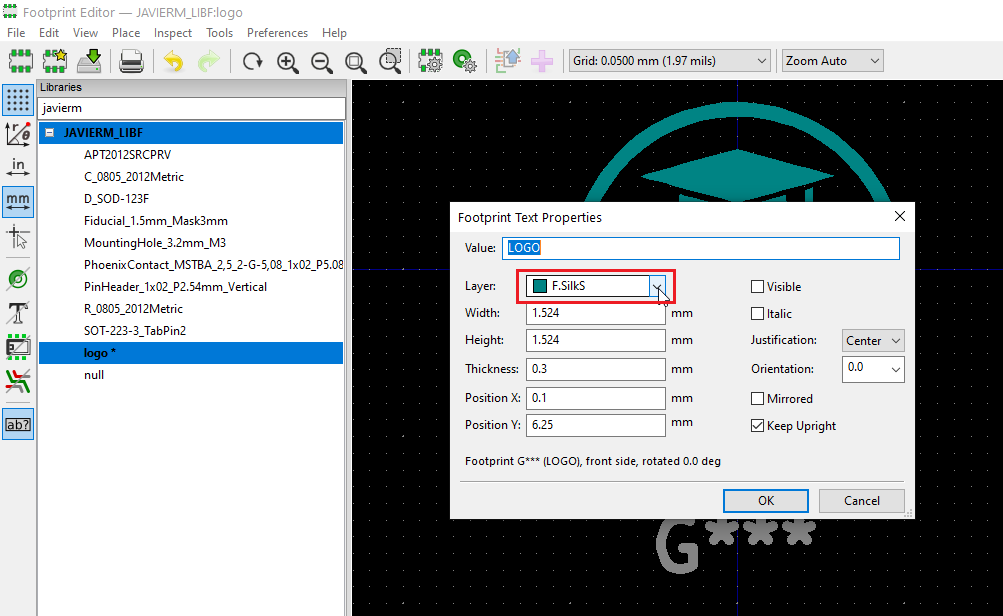 Footprint Editor — JAVIERM_LIBF:logo
File Edit View Place Inspect Tools Preferences Help
Grid: 0.0500 mm (1.97 mils) Zoom Auto
Libraries
javierm
JAVIERM_LIBF
APT2012SRCPRV
C_0805_2012Metric
D_SOD-123F
Fiducial_1.5mm_Mask3mm
MountingHole_3.2mm_M3
PhoenixContact_MSTBA_2,5_2-G-5,08_1x02_P5.08
PinHeader_1x02_P2.54mm_Vertical
R_0805_2012Metric
SOT-223-3_TabPin2
logo *
null
in
mm
ab?
Footprint Text Properties
Value: LOGO
Layer: F.SilkS Visible
Width: 1.524 mm Italic
Height: 1.524 mm Justification: Center
Thickness: 0.3 mm Orientation: 0.0
Position X: 0.1 mm Mirrored
Position Y: 6.25 mm Keep Upright
Footprint G*** (LOGO), front side, rotated 0.0 deg
OK Cancel
G***